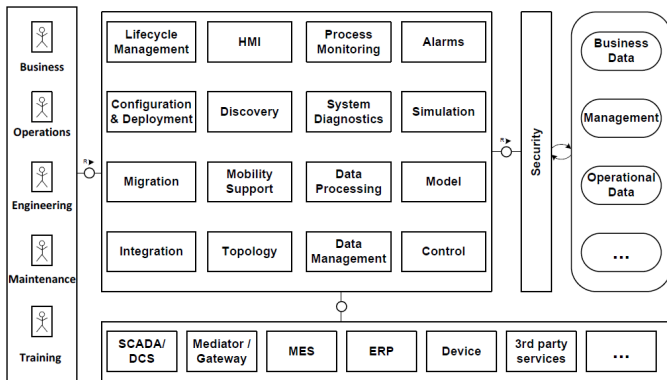 Business
Operations
Engineering
Maintenance
Training
R
Lifecycle
Management
HMI
Process
Monitoring
Alarms
Configuration
& Deployment
Discovery
System
Diagnostics
Simulation
Migration
Mobility
Support
Data
Processing
Model
Integration
Topology
Data
Management
Control
R
Security
Business
Data
Management
Operational
Data
...
SCADA/
DCS
Mediator /
Gateway
MES
ERP
Device
3rd party
services
...